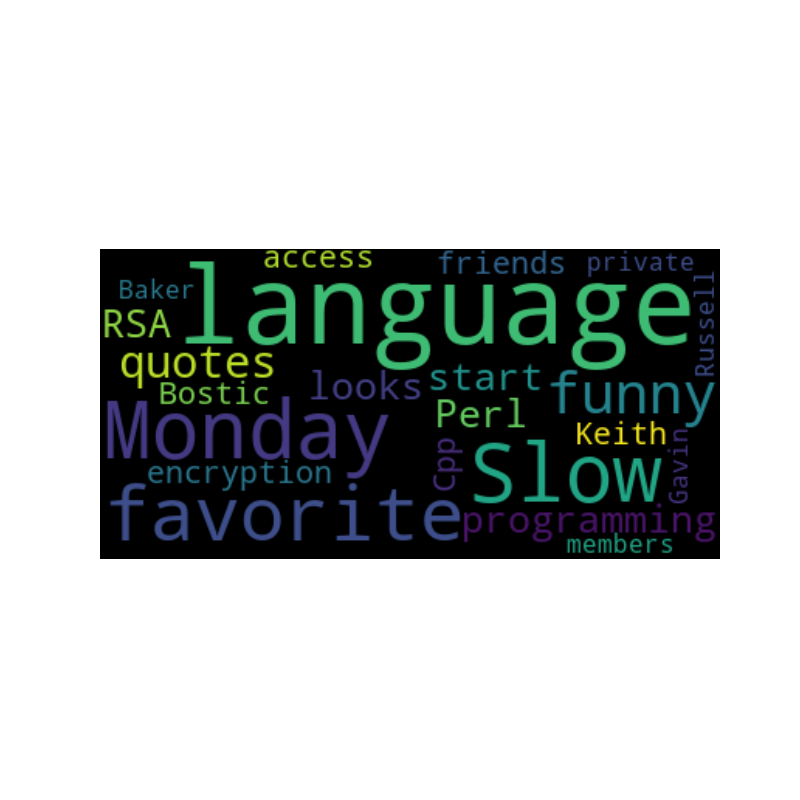 access
friends
private
Baker
language
Russell
RSA
quotes
Bostic
looks
start
funny
Monday
Perl
Keith
Cpp
Slow
Gavin
encryption
favorite
programming
members